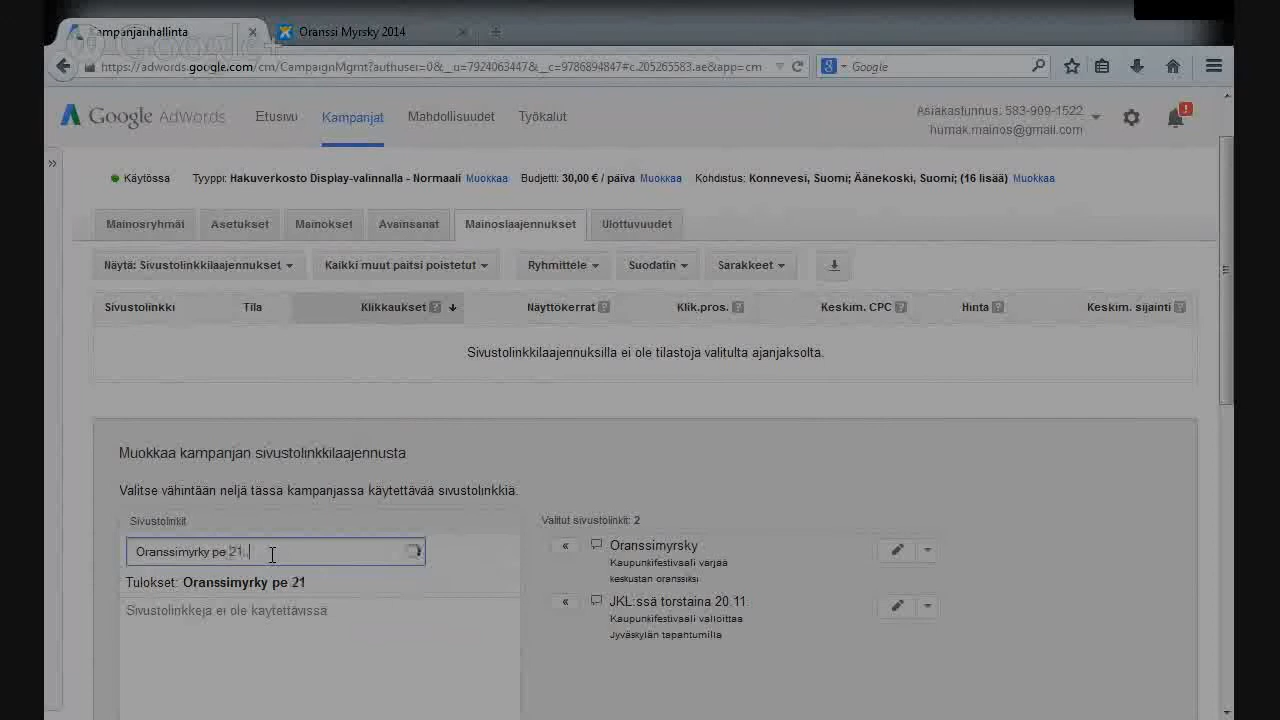 Kampanjanhallinta
Oranssi Myrsky 2014
Google+
https://adwords.google.com/cm/CampaignMgmt?authuser=0&__u=7924063447&__c=9786894847#c.205265583.ae&app=cm
Google
Google AdWords
Etusivu
Kampanjat
Mahdollisuudet
Työkalut
Asiakastunnus: 583-909-1522
humak.mainos@gmail.com
!
»
Käytössä Tyyppi: Hakuverkosto Display-valinnalla - Normaali Muokkaa Budjetti: 30,00 € / päivä Muokkaa Kohdistus: Konnevesi, Suomi; Äänekoski, Suomi; (16 lisää) Muokkaa
Mainosryhmät Asetukset Mainokset Avainsanat Mainoslaajennukset Ulottuvuudet
Näytä: Sivustolinkkilaajennukset Kaikki muut paitsi poistetut Ryhmittele Suodatin Sarakkeet
Sivustolinkki Tila Klikkaukset ? Näyttökerrat ? Klik.pros. ? Keskim. CPC ? Hinta ? Keskim. sijainti ?
Sivustolinkkilaajennuksilla ei ole tilastoja valitulta ajanjaksolta.
Muokkaa kampanjan sivustolinkkilaajennusta
Valitse vähintään neljä tässä kampanjassa käytettävää sivustolinkkiä.
Sivustolinkit
Oranssimyrky pe 21.
Tulokset: Oranssimyrky pe 21
Sivustolinkkejä ei ole käytettävissä
Valitut sivustolinkit: 2
« Oranssimyrsky
Kaupunkifestivaali värjää
keskustan oranssiksi
« JKL:ssä torstaina 20.11
Kaupunkifestivaali valloittaa
Jyväskylän tapahtumilla